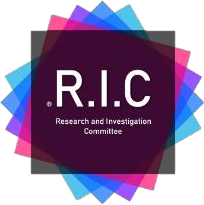 ®R.I.C
Research and Investigation
Committee